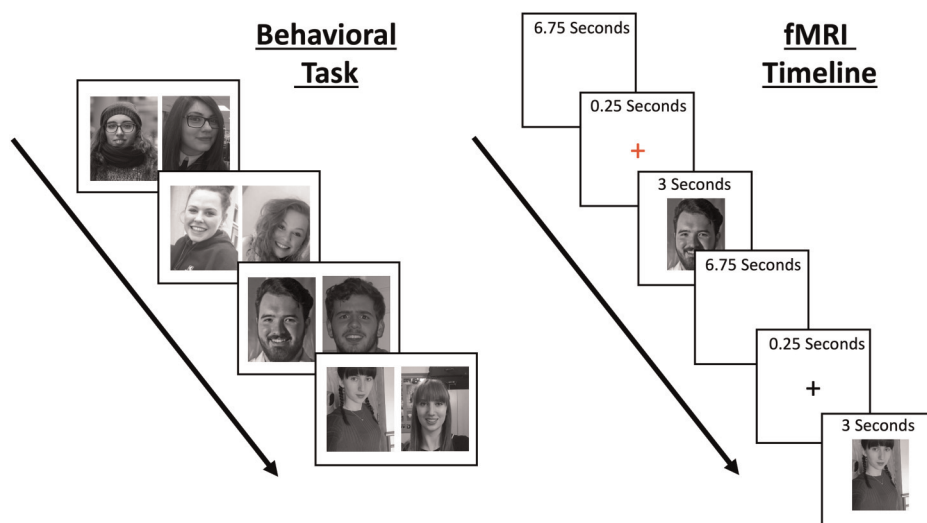 Behavioral
Task
fMRI
Timeline
6.75 Seconds
0.25 Seconds
+
3 Seconds
6.75 Seconds
0.25 Seconds
+
3 Seconds